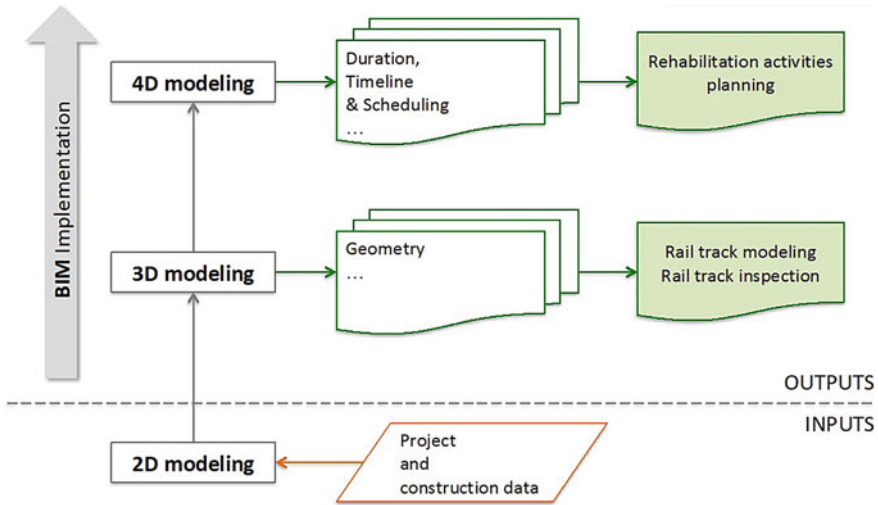 BIM Implementation
4D modeling
Duration,
Timeline
& Scheduling
...
Rehabilitation activities
planning
3D modeling
Geometry
...
Rail track modeling
Rail track inspection
OUTPUTS
INPUTS
2D modeling
Project
and
construction data